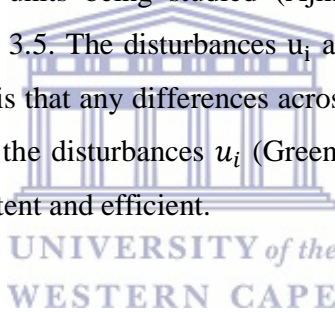 units being studied
3.5. The disturbances uᵢ a
is that any differences acros
the disturbances 𝑢ᵢ (Green
tent and efficient.
UNIVERSITY of the
WESTERN CAPE